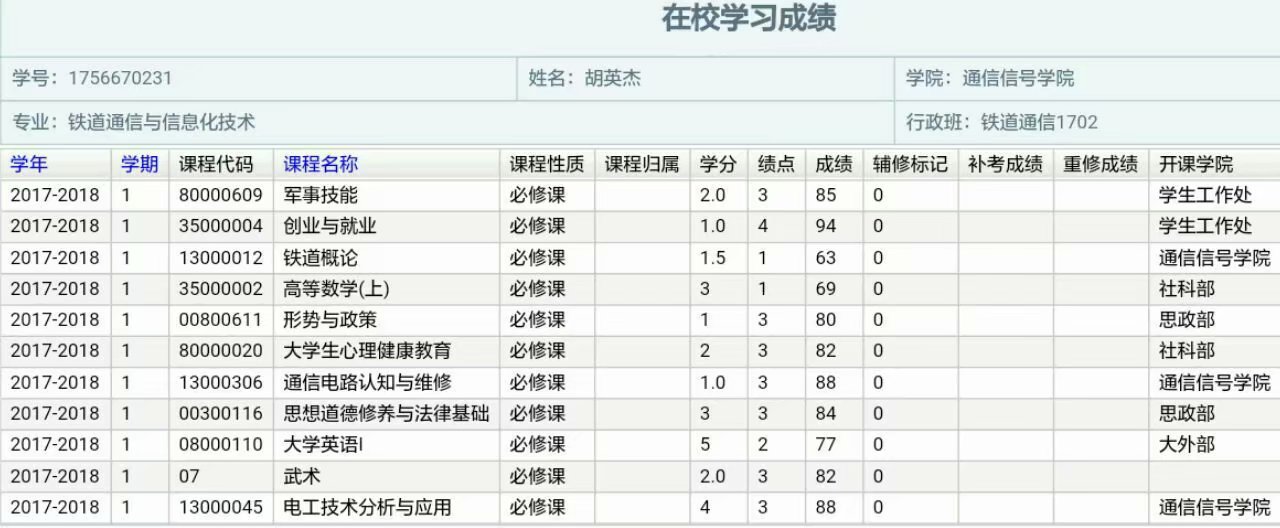 在校学习成绩
学号：1756670231 姓名：胡英杰 学院：通信信号学院
专业：铁道通信与信息化技术 行政班：铁道通信1702
学年 学期 课程代码 课程名称 课程性质 课程归属 学分 绩点 成绩 辅修标记 补考成绩 重修成绩 开课学院
2017-2018 1 80000609 军事技能 必修课 2.0 3 85 0 学生工作处
2017-2018 1 35000004 创业与就业 必修课 1.0 4 94 0 学生工作处
2017-2018 1 13000012 铁道概论 必修课 1.5 1 63 0 通信信号学院
2017-2018 1 35000002 高等数学(上) 必修课 3 1 69 0 社科部
2017-2018 1 00800611 形势与政策 必修课 1 3 80 0 思政部
2017-2018 1 80000020 大学生心理健康教育 必修课 2 3 82 0 社科部
2017-2018 1 13000306 通信电路认知与维修 必修课 1.0 3 88 0 通信信号学院
2017-2018 1 00300116 思想道德修养与法律基础 必修课 3 3 84 0 思政部
2017-2018 1 08000110 大学英语I 必修课 5 2 77 0 大外部
2017-2018 1 07 武术 必修课 2.0 3 82 0
2017-2018 1 13000045 电工技术分析与应用 必修课 4 3 88 0 通信信号学院